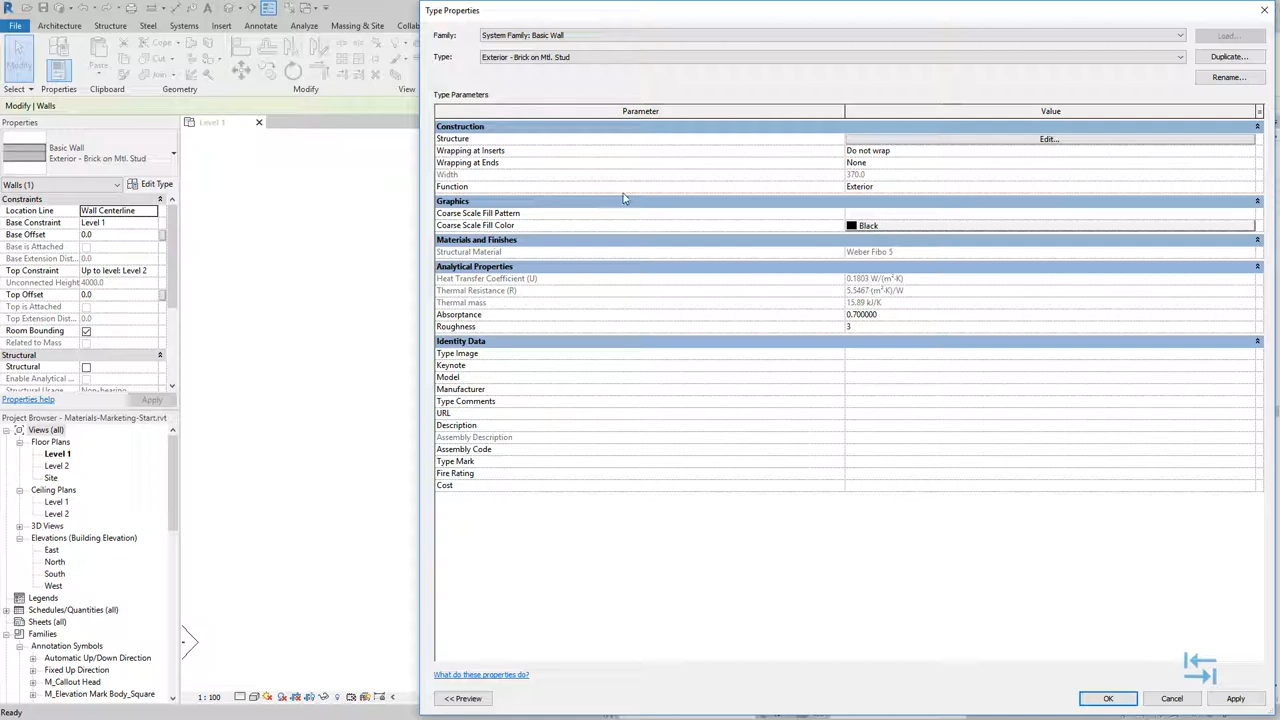 Type Properties
File Architecture Structure Steel Systems Insert Annotate Analyze Massing & Site Collab
Family: System Family: Basic Wall Load...
Type: Exterior - Brick on Mtl. Stud Duplicate...
Rename...
Modify Paste Cope Cut Join
Select Properties Clipboard Geometry Modify View
Type Parameters
Modify | Walls
Parameter Value =
Properties
Level 1
Basic Wall
Exterior - Brick on Mtl. Stud
Walls (1) Edit Type
Constraints
Location Line Wall Centerline
Base Constraint Level 1
Base Offset 0.0
Base is Attached
Base Extension Dist... 0.0
Top Constraint Up to level: Level 2
Unconnected Height 4000.0
Top Offset 0.0
Top is Attached
Top Extension Dist... 0.0
Room Bounding
Related to Mass
Structural
Structural
Enable Analytical ...
Structural Usage Non-bearing
Properties help Apply
Construction
Structure Edit...
Wrapping at Inserts Do not wrap
Wrapping at Ends None
Width 370.0
Function Exterior
Graphics
Coarse Scale Fill Pattern
Coarse Scale Fill Color Black
Materials and Finishes
Structural Material Weber Fibo 5
Analytical Properties
Heat Transfer Coefficient (U) 0.1803 W/(m²·K)
Thermal Resistance (R) 5.5467 (m²·K)/W
Thermal mass 15.89 kJ/K
Absorptance 0.700000
Roughness 3
Identity Data
Type Image
Keynote
Model
Manufacturer
Type Comments
URL
Description
Assembly Description
Assembly Code
Type Mark
Fire Rating
Cost
Project Browser - Materials-Marketing-Start.rvt
Views (all)
Floor Plans
Level 1
Level 2
Site
Ceiling Plans
Level 1
Level 2
3D Views
Elevations (Building Elevation)
East
North
South
West
Legends
Schedules/Quantities (all)
Sheets (all)
Families
Annotation Symbols
Automatic Up/Down Direction
Fixed Up Direction
M_Callout Head
M_Elevation Mark Body_Square
1 : 100
What do these properties do?
<< Preview OK Cancel Apply
Ready